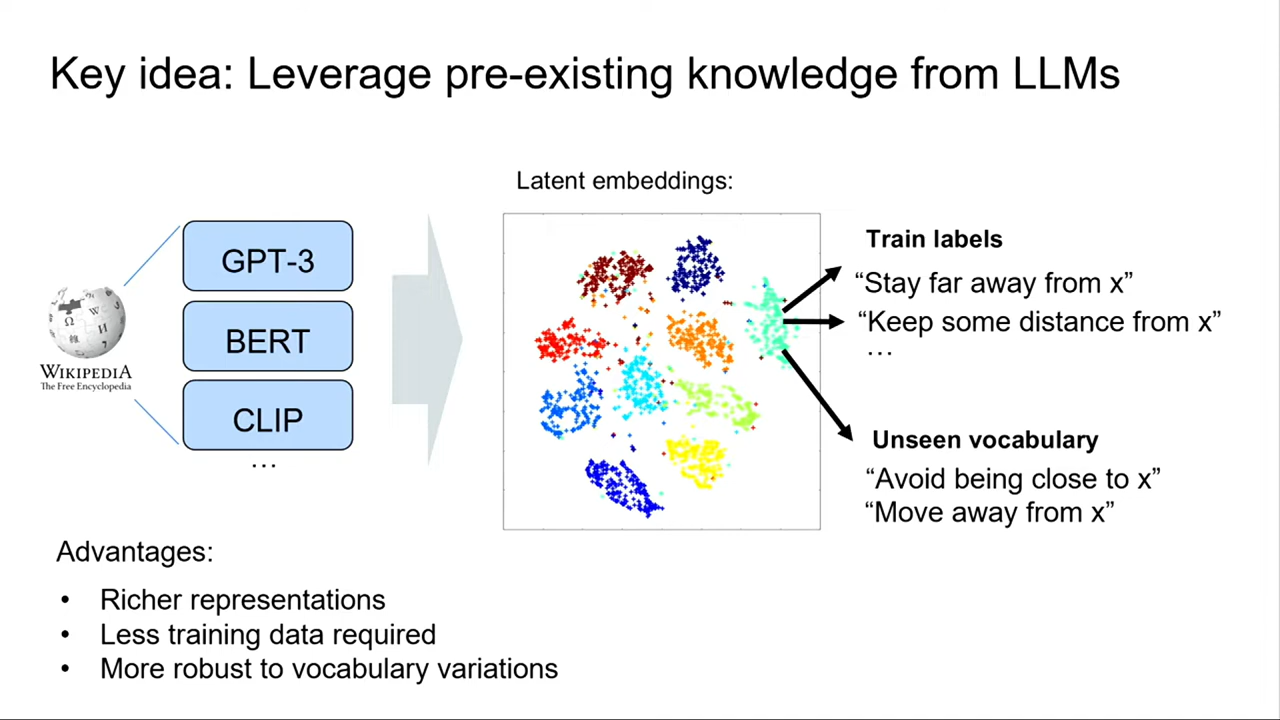 Key idea: Leverage pre-existing knowledge from LLMs
Latent embeddings:
GPT-3
BERT
CLIP
…
WIKIPEDIA
The Free Encyclopedia
Train labels
“Stay far away from x”
“Keep some distance from x”
…
Unseen vocabulary
“Avoid being close to x”
“Move away from x”
Advantages:
• Richer representations
• Less training data required
• More robust to vocabulary variations